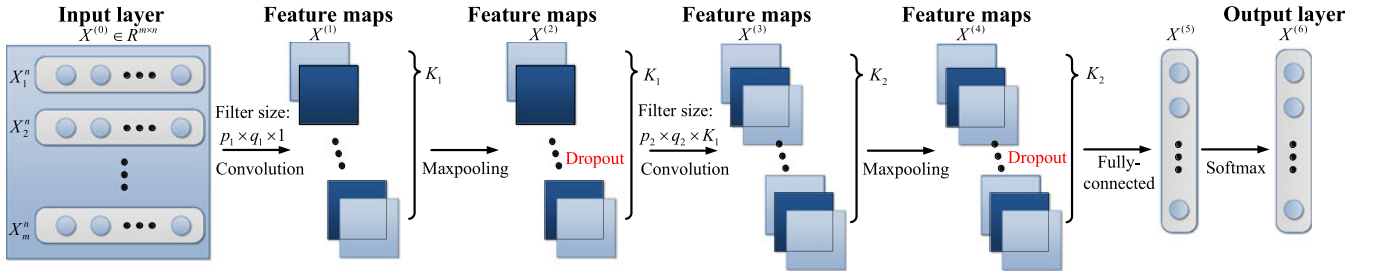 Input layer
X^(0) ∈ R^{m×n}
X_1^n
X_2^n
X_m^n
Filter size:
p_1 × q_1 × 1
Convolution
Feature maps
X^(1)
K_1
Maxpooling
Feature maps
X^(2)
K_1
Dropout
Filter size:
p_2 × q_2 × K_1
Convolution
Feature maps
X^(3)
K_2
Maxpooling
Feature maps
X^(4)
K_2
Dropout
Fully-
connected
X^(5)
Softmax
Output layer
X^(6)